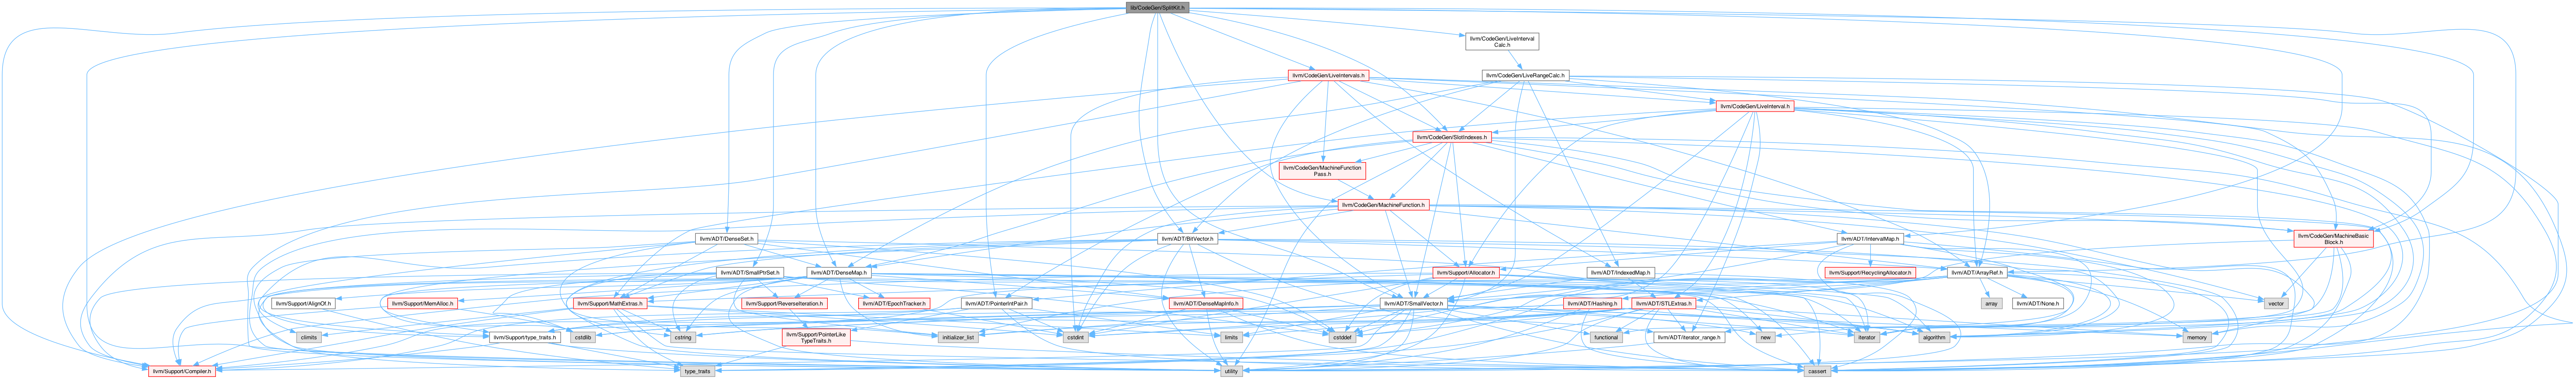 lib/CodeGen/SplitKit.h
llvm/CodeGen/LiveInterval
Calc.h
llvm/CodeGen/LiveIntervals.h
llvm/CodeGen/LiveRangeCalc.h
llvm/CodeGen/LiveInterval.h
llvm/CodeGen/SlotIndexes.h
llvm/CodeGen/MachineFunction
Pass.h
llvm/CodeGen/MachineFunction.h
llvm/ADT/DenseSet.h
llvm/ADT/BitVector.h
llvm/ADT/IntervalMap.h
llvm/CodeGen/MachineBasic
Block.h
llvm/ADT/SmallPtrSet.h
llvm/ADT/DenseMap.h
llvm/Support/Allocator.h
llvm/ADT/IndexedMap.h
llvm/Support/RecyclingAllocator.h
llvm/ADT/ArrayRef.h
llvm/Support/AlignOf.h
llvm/Support/MemAlloc.h
llvm/Support/MathExtras.h
llvm/Support/ReverseIteration.h
llvm/ADT/EpochTracker.h
llvm/ADT/PointerIntPair.h
llvm/ADT/DenseMapInfo.h
llvm/ADT/SmallVector.h
llvm/ADT/Hashing.h
llvm/ADT/STLExtras.h
array
llvm/ADT/None.h
vector
climits
llvm/Support/type_traits.h
cstdlib
cstring
llvm/Support/PointerLike
TypeTraits.h
initializer_list
cstdint
limits
cstddef
functional
llvm/ADT/iterator_range.h
new
iterator
algorithm
memory
llvm/Support/Compiler.h
type_traits
utility
cassert